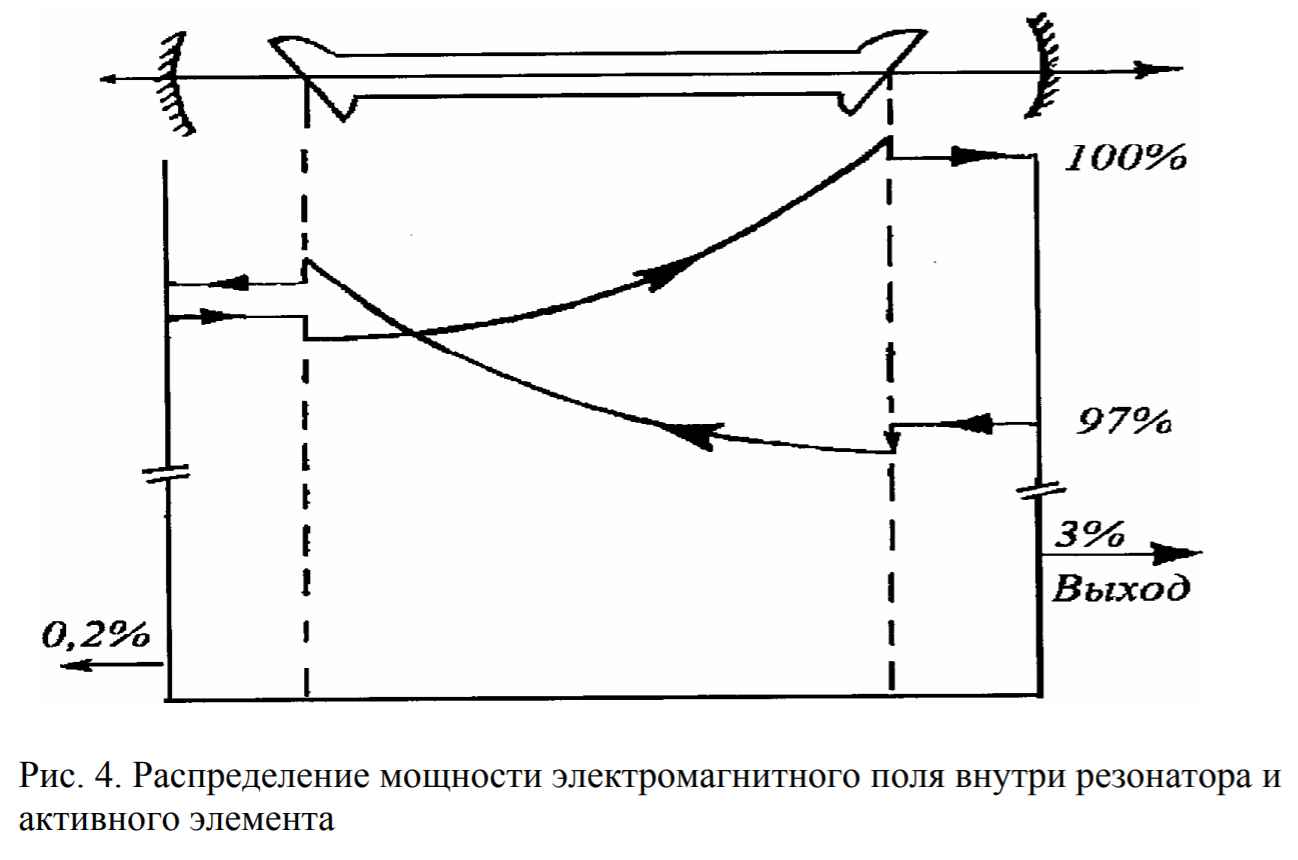 100%
97%
3%
Выход
0,2%
Рис. 4. Распределение мощности электромагнитного поля внутри резонатора и
активного элемента